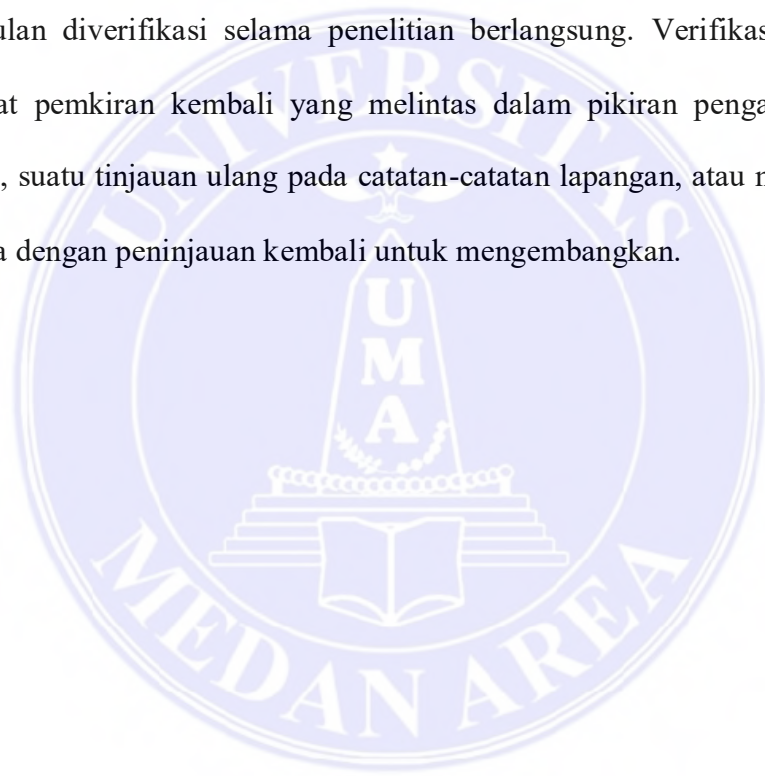 ulan diverifikasi selama penelitian berlangsung. Verifikas
at pemkiran kembali yang melintas dalam pikiran penga
, suatu tinjauan ulang pada catatan-catatan lapangan, atau
a dengan peninjauan kembali untuk mengembangkan.
UNIVERSITAS
UMA
MEDAN AREA